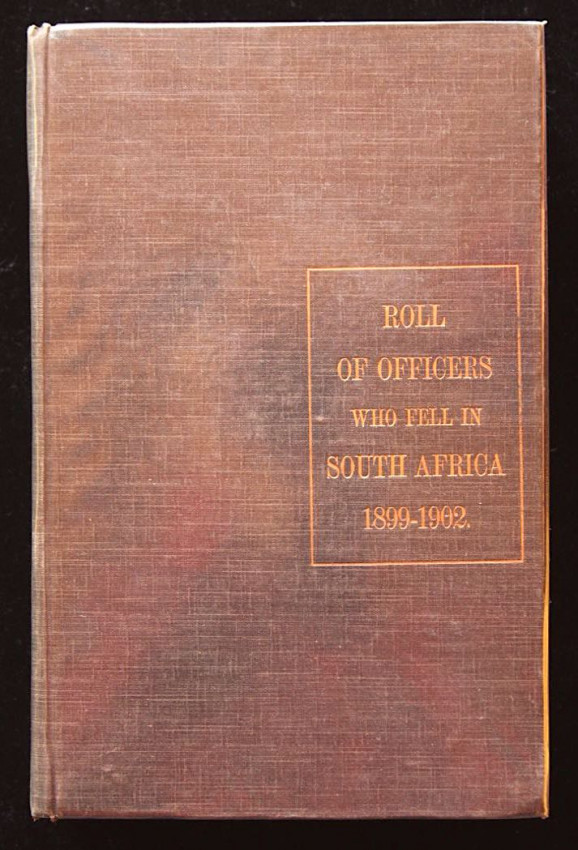 ROLL
OF OFFICERS
WHO FELL IN
SOUTH AFRICA
1899-1902.